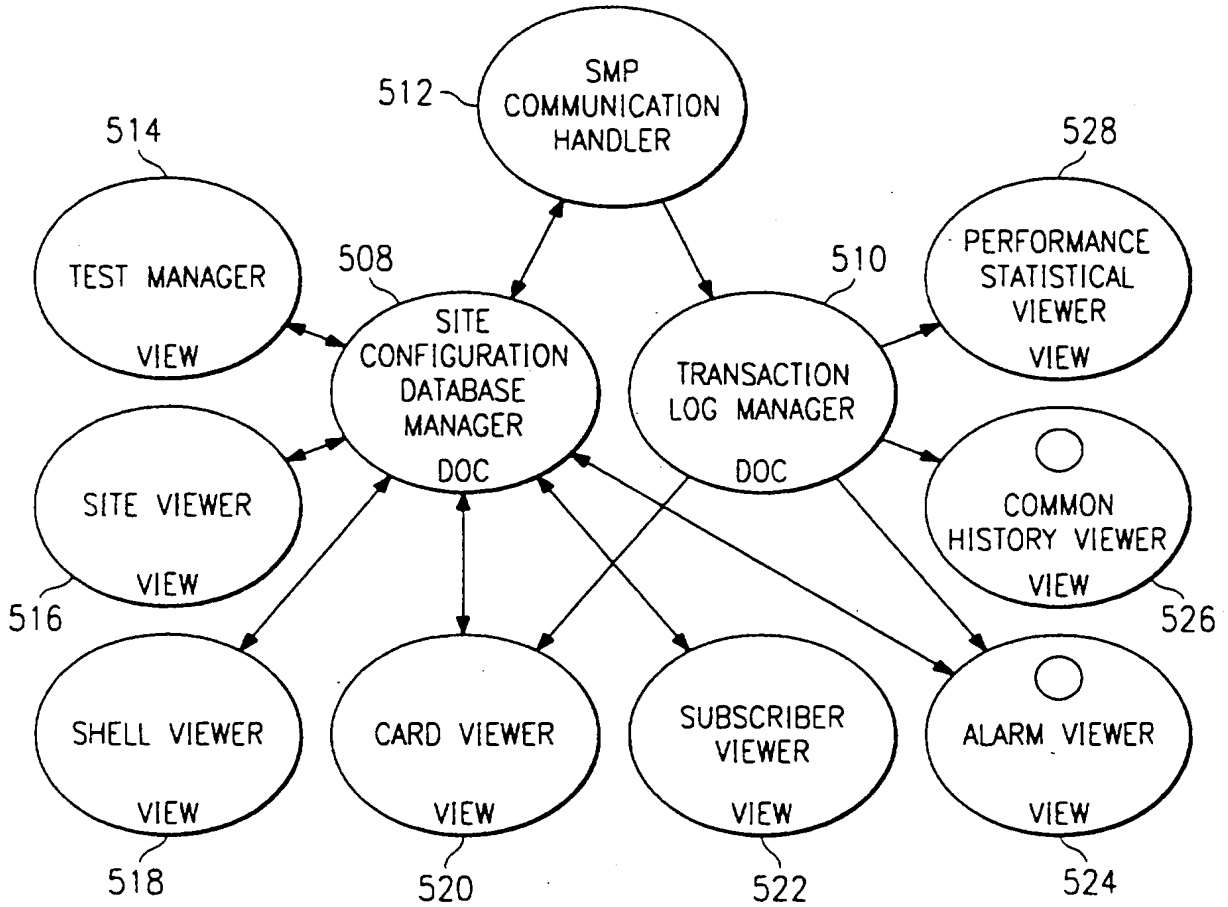 512
SMP
COMMUNICATION
HANDLER
514
TEST MANAGER
VIEW
508
SITE
CONFIGURATION
DATABASE
MANAGER
DOC
510
TRANSACTION
LOG MANAGER
DOC
528
PERFORMANCE
STATISTICAL
VIEWER
VIEW
SITE VIEWER
VIEW
516
COMMON
HISTORY VIEWER
VIEW
526
SHELL VIEWER
VIEW
518
CARD VIEWER
VIEW
520
SUBSCRIBER
VIEWER
VIEW
522
ALARM VIEWER
VIEW
524